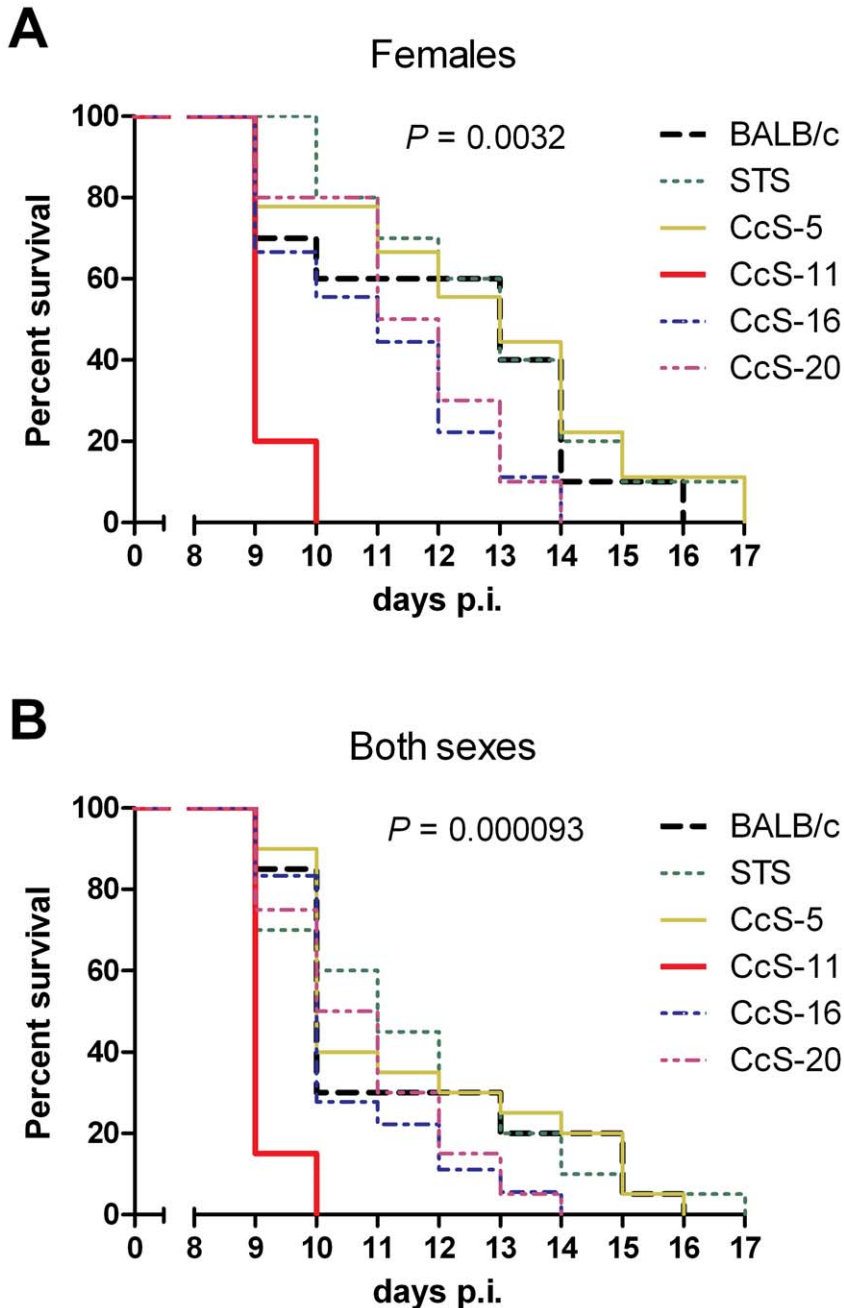 A
Females
P = 0.0032
100
80
60
40
20
0
Percent survival
0 8 9 10 11 12 13 14 15 16 17
days p.i.
BALB/c
STS
CcS-5
CcS-11
CcS-16
CcS-20
B
Both sexes
P = 0.000093
100
80
60
40
20
0
Percent survival
0 8 9 10 11 12 13 14 15 16 17
days p.i.
BALB/c
STS
CcS-5
CcS-11
CcS-16
CcS-20